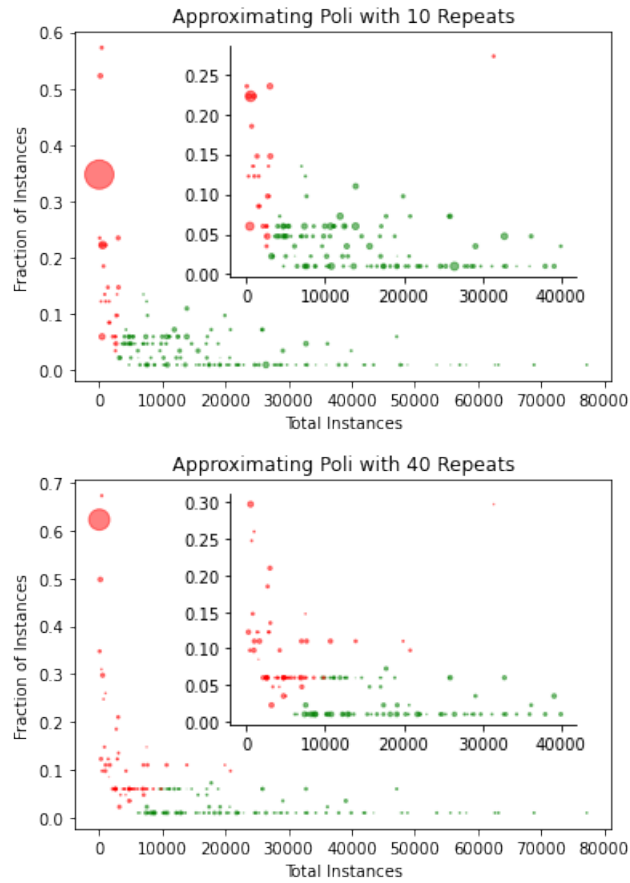 Approximating Poli with 10 Repeats
0.6
0.5
0.4
0.3
0.2
0.1
0.0
Fraction of Instances
0.25
0.20
0.15
0.10
0.05
0.00
0 10000 20000 30000 40000
0 10000 20000 30000 40000 50000 60000 70000 80000
Total Instances
Approximating Poli with 40 Repeats
0.7
0.6
0.5
0.4
0.3
0.2
0.1
0.0
Fraction of Instances
0.30
0.25
0.20
0.15
0.10
0.05
0.00
0 10000 20000 30000 40000
0 10000 20000 30000 40000 50000 60000 70000 80000
Total Instances